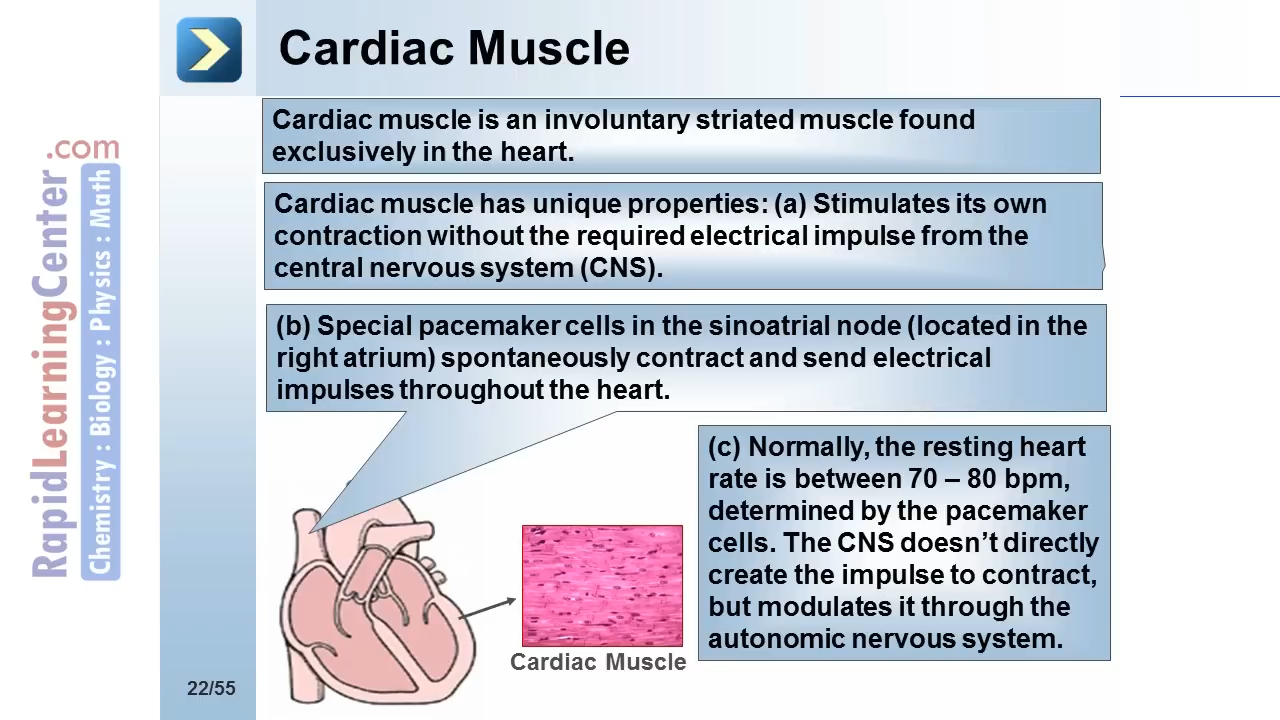 Cardiac Muscle
Cardiac muscle is an involuntary striated muscle found
exclusively in the heart.
Cardiac muscle has unique properties: (a) Stimulates its own
contraction without the required electrical impulse from the
central nervous system (CNS).
(b) Special pacemaker cells in the sinoatrial node (located in the
right atrium) spontaneously contract and send electrical
impulses throughout the heart.
(c) Normally, the resting heart
rate is between 70 – 80 bpm,
determined by the pacemaker
cells. The CNS doesn’t directly
create the impulse to contract,
but modulates it through the
autonomic nervous system.
Cardiac Muscle
22/55
RapidLearningCenter.com
Chemistry : Biology : Physics : Math